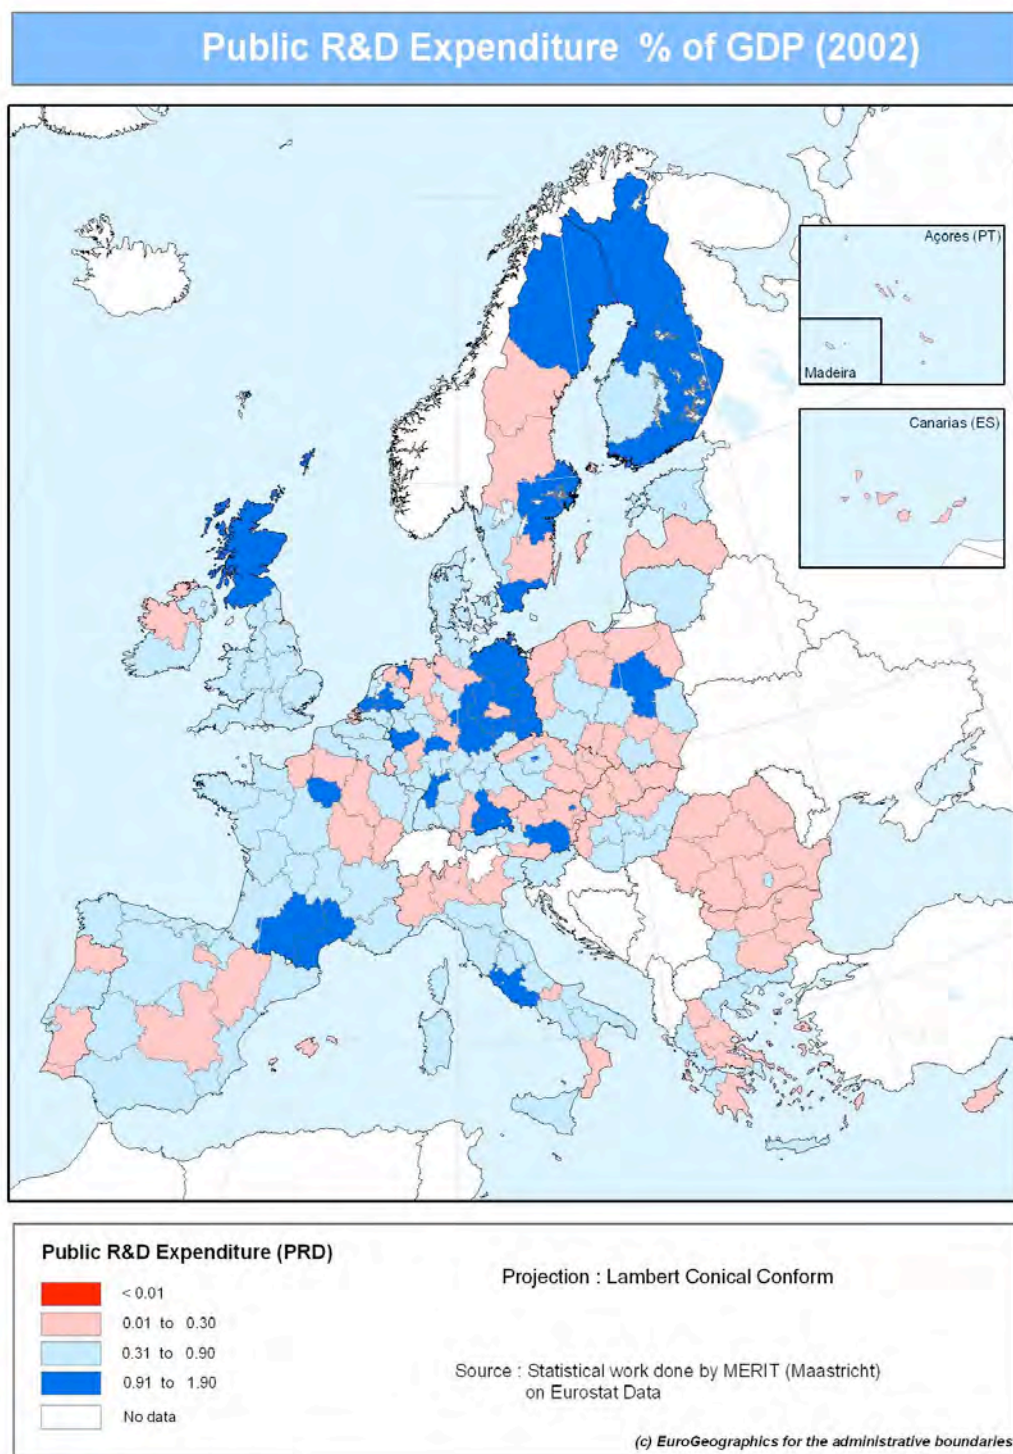 Public R&D Expenditure % of GDP (2002)
Açores (PT)
Madeira
Canarias (ES)
Public R&D Expenditure (PRD)
< 0.01
0.01 to 0.30
0.31 to 0.90
0.91 to 1.90
No data
Projection : Lambert Conical Conform
Source : Statistical work done by MERIT (Maastricht)
on Eurostat Data
(c) EuroGeographics for the administrative boundaries